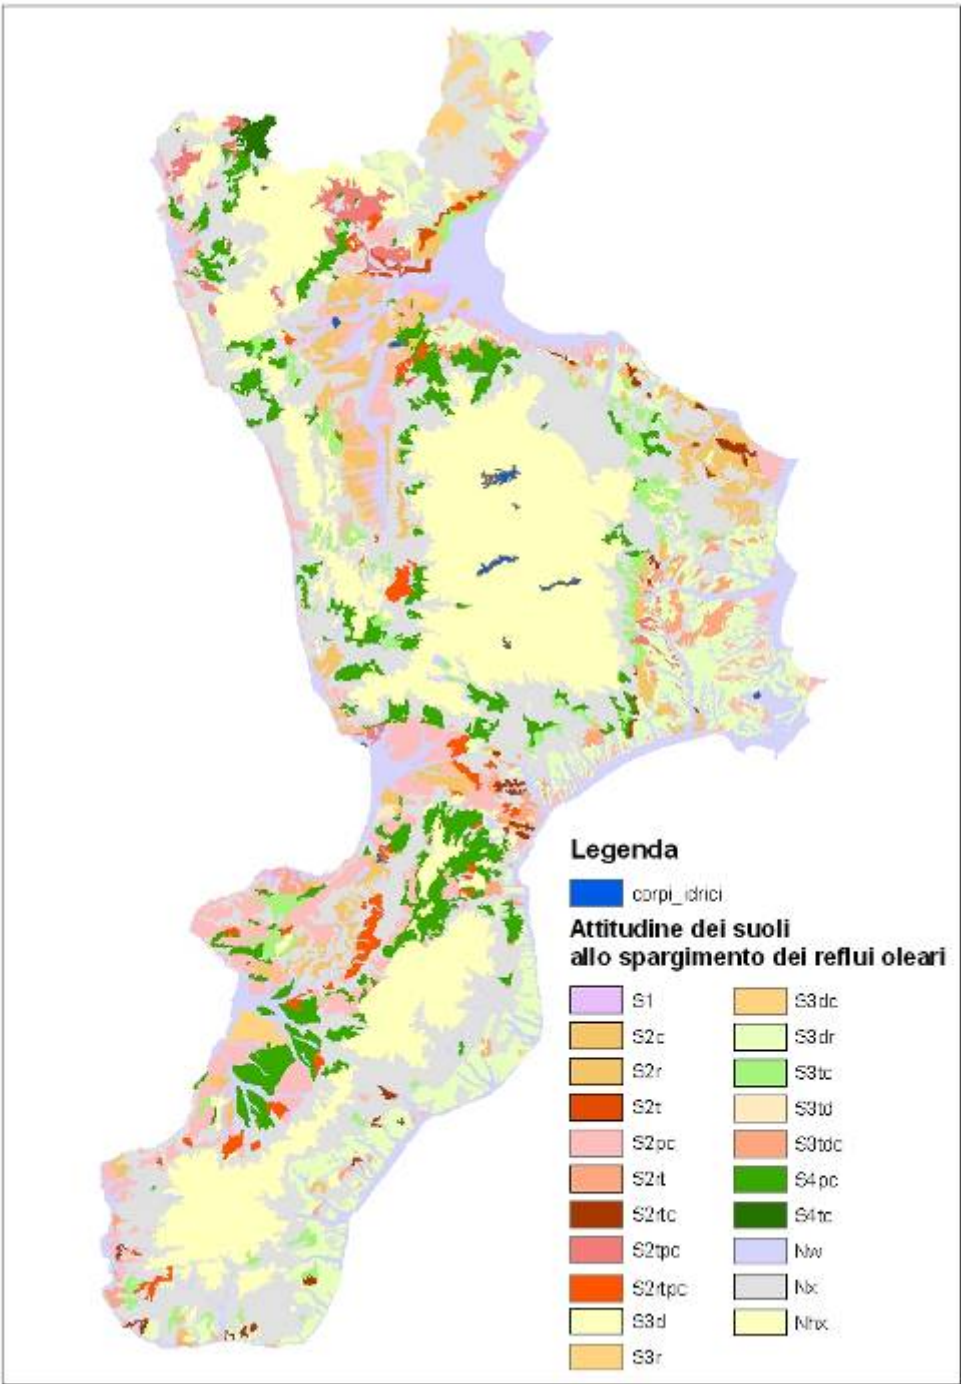 Legenda
corpi_idrici
Attitudine dei suoli
allo spargimento dei reflui oleari
S1
S2c
S2r
S2t
S2pc
S2rt
S2rtc
S2tpc
S2rtpc
S3d
S3r
S3dc
S3dr
S3tc
S3td
S3tdc
S4pc
S4tc
Nw
Nx
Nhx